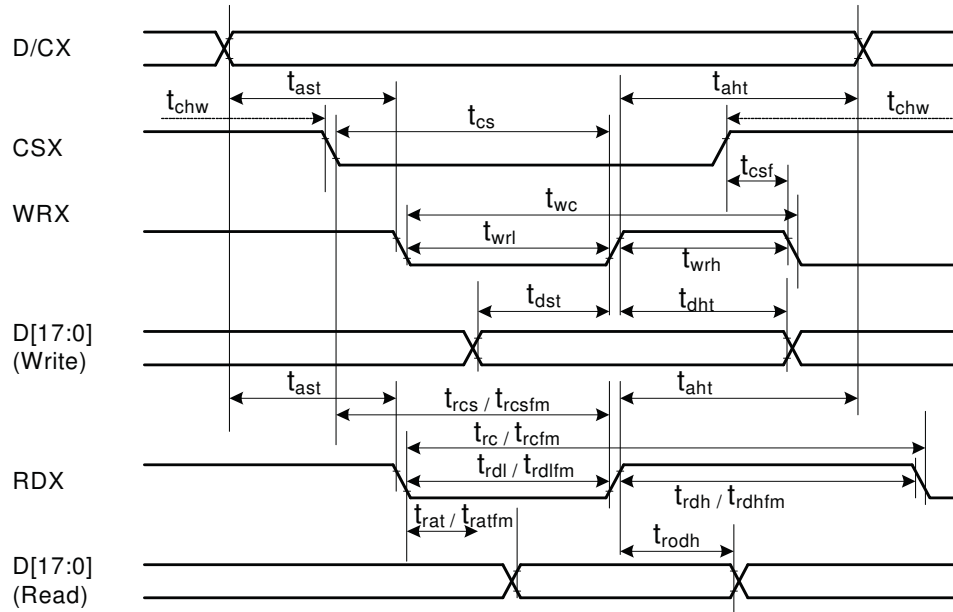 D/CX
t_ast t_aht
t_chw t_chw
t_cs
CSX
t_csf
WRX
t_wc
t_wrl t_wrh
t_dst t_dht
D[17:0]
(Write)
t_ast t_aht
t_rcs / t_rcsfm
t_rc / t_rcfm
RDX
t_rdl / t_rdlfm
t_rdh / t_rdhfm
t_rat / t_ratfm
t_rodh
D[17:0]
(Read)